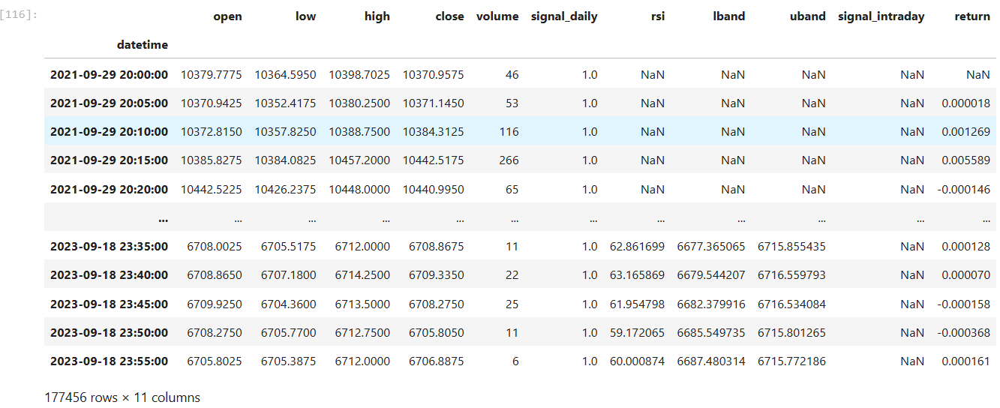 [116]:
open low high close volume signal_daily rsi lband uband signal_intraday return
datetime
2021-09-29 20:00:00 10379.7775 10364.5950 10398.7025 10370.9575 46 1.0 NaN NaN NaN NaN NaN
2021-09-29 20:05:00 10370.9425 10352.4175 10380.2500 10371.1450 53 1.0 NaN NaN NaN NaN 0.000018
2021-09-29 20:10:00 10372.8150 10357.8250 10388.7500 10384.3125 116 1.0 NaN NaN NaN NaN 0.001269
2021-09-29 20:15:00 10385.8275 10384.0825 10457.2000 10442.5175 266 1.0 NaN NaN NaN NaN 0.005589
2021-09-29 20:20:00 10442.5225 10426.2375 10448.0000 10440.9950 65 1.0 NaN NaN NaN NaN -0.000146
... ... ... ... ... ... ... ... ... ... ... ...
2023-09-18 23:35:00 6708.0025 6705.5175 6712.0000 6708.8675 11 1.0 62.861699 6677.365065 6715.855435 NaN 0.000128
2023-09-18 23:40:00 6708.8650 6707.1800 6714.2500 6709.3350 22 1.0 63.165869 6679.544207 6716.559793 NaN 0.000070
2023-09-18 23:45:00 6709.9250 6704.3600 6713.5000 6708.2750 25 1.0 61.954798 6682.379916 6716.534084 NaN -0.000158
2023-09-18 23:50:00 6708.2750 6705.7700 6712.7500 6705.8050 11 1.0 59.172065 6685.549735 6715.801265 NaN -0.000368
2023-09-18 23:55:00 6705.8025 6705.3875 6712.0000 6706.8875 6 1.0 60.000874 6687.480314 6715.772186 NaN 0.000161
177456 rows × 11 columns